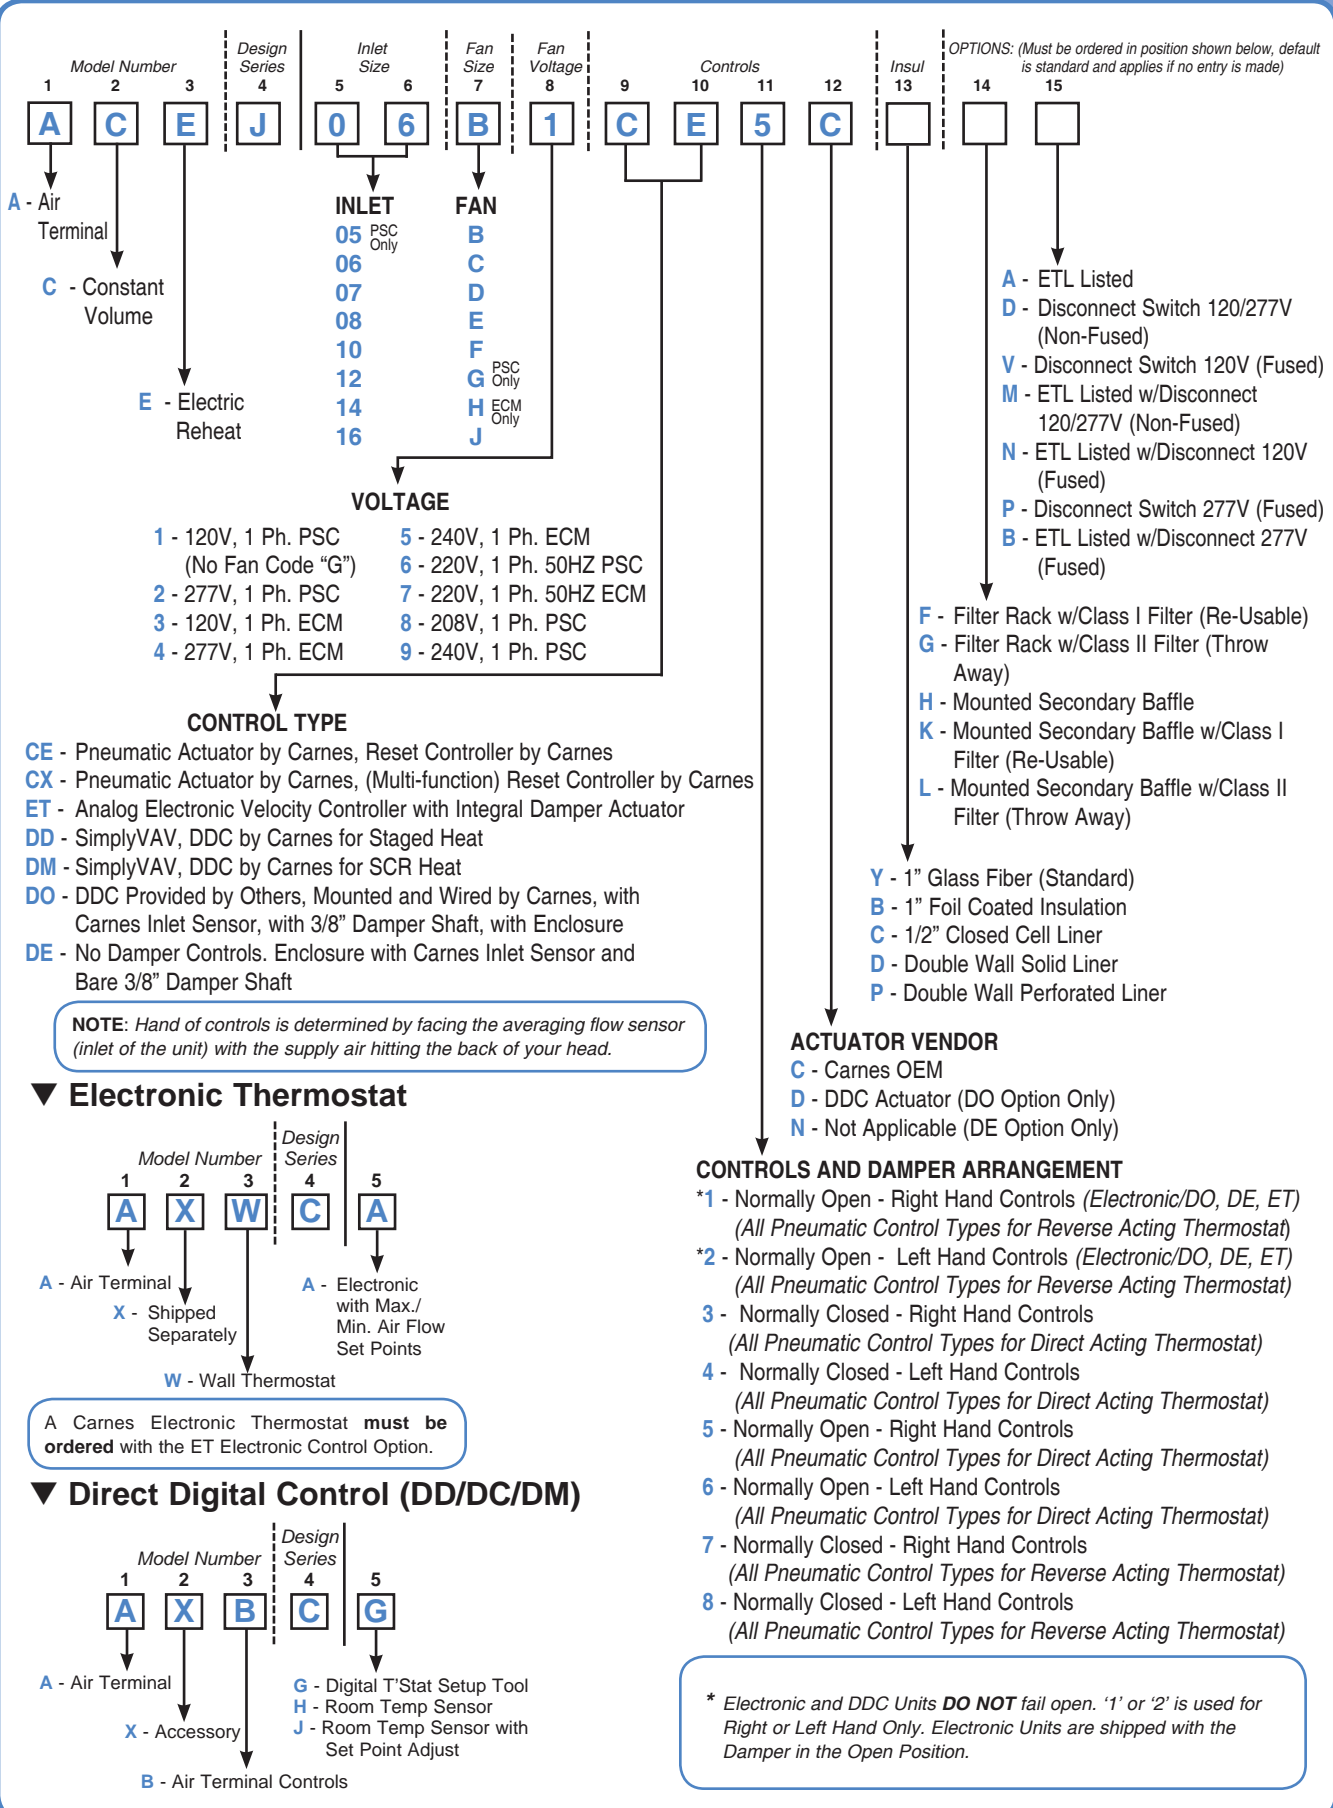 Model Number
Design Series
Inlet Size
Fan Size
Fan Voltage
Controls
Insul
OPTIONS: (Must be ordered in position shown below, default is standard and applies if no entry is made)
1 2 3 4 5 6 7 8 9 10 11 12 13 14 15
A C E J 0 6 B 1 C E 5 C
A - Air Terminal
C - Constant Volume
E - Electric Reheat
INLET
05 PSC Only
06
07
08
10
12
14
16
FAN
B
C
D
E
F
G PSC Only
H ECM Only
J
VOLTAGE
1 - 120V, 1 Ph. PSC
(No Fan Code “G”)
2 - 277V, 1 Ph. PSC
3 - 120V, 1 Ph. ECM
4 - 277V, 1 Ph. ECM
5 - 240V, 1 Ph. ECM
6 - 220V, 1 Ph. 50HZ PSC
7 - 220V, 1 Ph. 50HZ ECM
8 - 208V, 1 Ph. PSC
9 - 240V, 1 Ph. PSC
CONTROL TYPE
CE - Pneumatic Actuator by Carnes, Reset Controller by Carnes
CX - Pneumatic Actuator by Carnes, (Multi-function) Reset Controller by Carnes
ET - Analog Electronic Velocity Controller with Integral Damper Actuator
DD - SimplyVAV, DDC by Carnes for Staged Heat
DM - SimplyVAV, DDC by Carnes for SCR Heat
DO - DDC Provided by Others, Mounted and Wired by Carnes, with
Carnes Inlet Sensor, with 3/8” Damper Shaft, with Enclosure
DE - No Damper Controls. Enclosure with Carnes Inlet Sensor and
Bare 3/8” Damper Shaft
NOTE: Hand of controls is determined by facing the averaging flow sensor
(inlet of the unit) with the supply air hitting the back of your head.
A - ETL Listed
D - Disconnect Switch 120/277V
(Non-Fused)
V - Disconnect Switch 120V (Fused)
M - ETL Listed w/Disconnect
120/277V (Non-Fused)
N - ETL Listed w/Disconnect 120V
(Fused)
P - Disconnect Switch 277V (Fused)
B - ETL Listed w/Disconnect 277V
(Fused)
F - Filter Rack w/Class I Filter (Re-Usable)
G - Filter Rack w/Class II Filter (Throw
Away)
H - Mounted Secondary Baffle
K - Mounted Secondary Baffle w/Class I
Filter (Re-Usable)
L - Mounted Secondary Baffle w/Class II
Filter (Throw Away)
Y - 1” Glass Fiber (Standard)
B - 1” Foil Coated Insulation
C - 1/2” Closed Cell Liner
D - Double Wall Solid Liner
P - Double Wall Perforated Liner
ACTUATOR VENDOR
C - Carnes OEM
D - DDC Actuator (DO Option Only)
N - Not Applicable (DE Option Only)
CONTROLS AND DAMPER ARRANGEMENT
*1 - Normally Open - Right Hand Controls (Electronic/DO, DE, ET)
(All Pneumatic Control Types for Reverse Acting Thermostat)
*2 - Normally Open - Left Hand Controls (Electronic/DO, DE, ET)
(All Pneumatic Control Types for Reverse Acting Thermostat)
3 - Normally Closed - Right Hand Controls
(All Pneumatic Control Types for Direct Acting Thermostat)
4 - Normally Closed - Left Hand Controls
(All Pneumatic Control Types for Direct Acting Thermostat)
5 - Normally Open - Right Hand Controls
(All Pneumatic Control Types for Direct Acting Thermostat)
6 - Normally Open - Left Hand Controls
(All Pneumatic Control Types for Direct Acting Thermostat)
7 - Normally Closed - Right Hand Controls
(All Pneumatic Control Types for Reverse Acting Thermostat)
8 - Normally Closed - Left Hand Controls
(All Pneumatic Control Types for Reverse Acting Thermostat)
* Electronic and DDC Units DO NOT fail open. ‘1’ or ‘2’ is used for
Right or Left Hand Only. Electronic Units are shipped with the
Damper in the Open Position.
▼ Electronic Thermostat
Model Number
Design Series
1 2 3 4 5
A X W C A
A - Air Terminal
X - Shipped
Separately
W - Wall Thermostat
A - Electronic
with Max./
Min. Air Flow
Set Points
A Carnes Electronic Thermostat must be
ordered with the ET Electronic Control Option.
▼ Direct Digital Control (DD/DC/DM)
Model Number
Design Series
1 2 3 4 5
A X B C G
A - Air Terminal
X - Accessory
B - Air Terminal Controls
G - Digital T'Stat Setup Tool
H - Room Temp Sensor
J - Room Temp Sensor with
Set Point Adjust